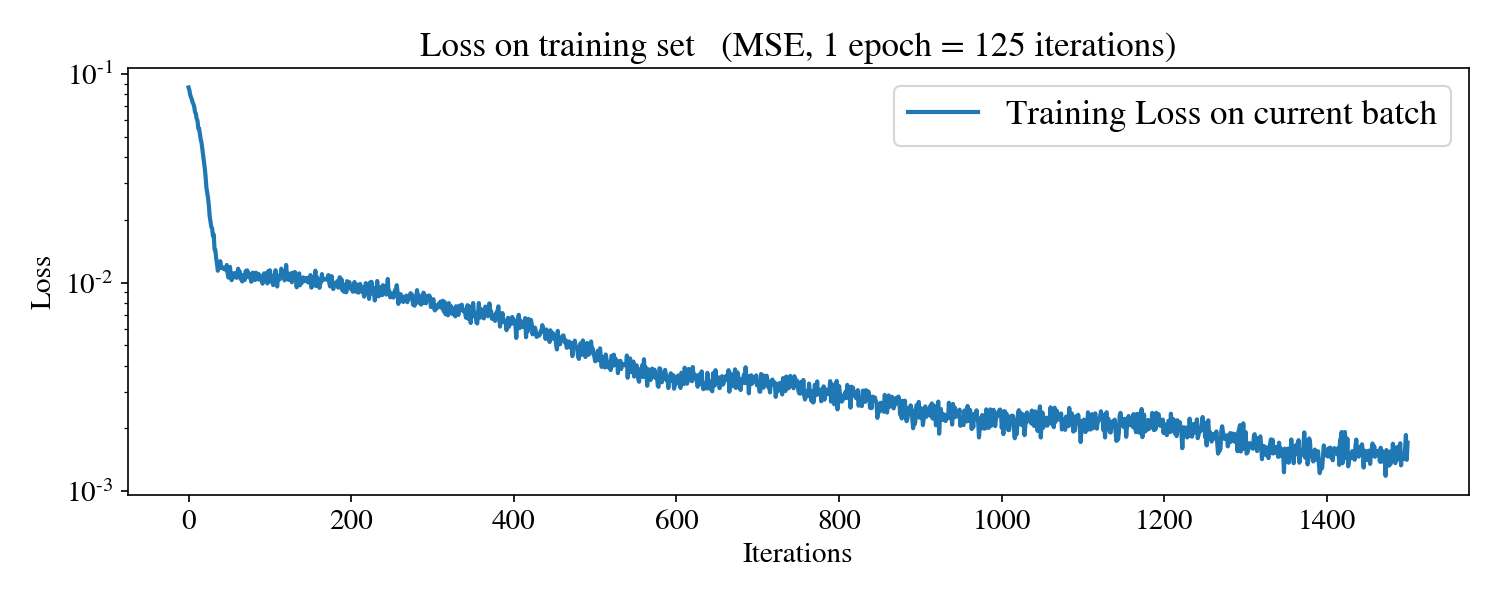 Loss on training set (MSE, 1 epoch = 125 iterations)
Training Loss on current batch
Loss
10-1
10-2
10-3
0 200 400 600 800 1000 1200 1400
Iterations